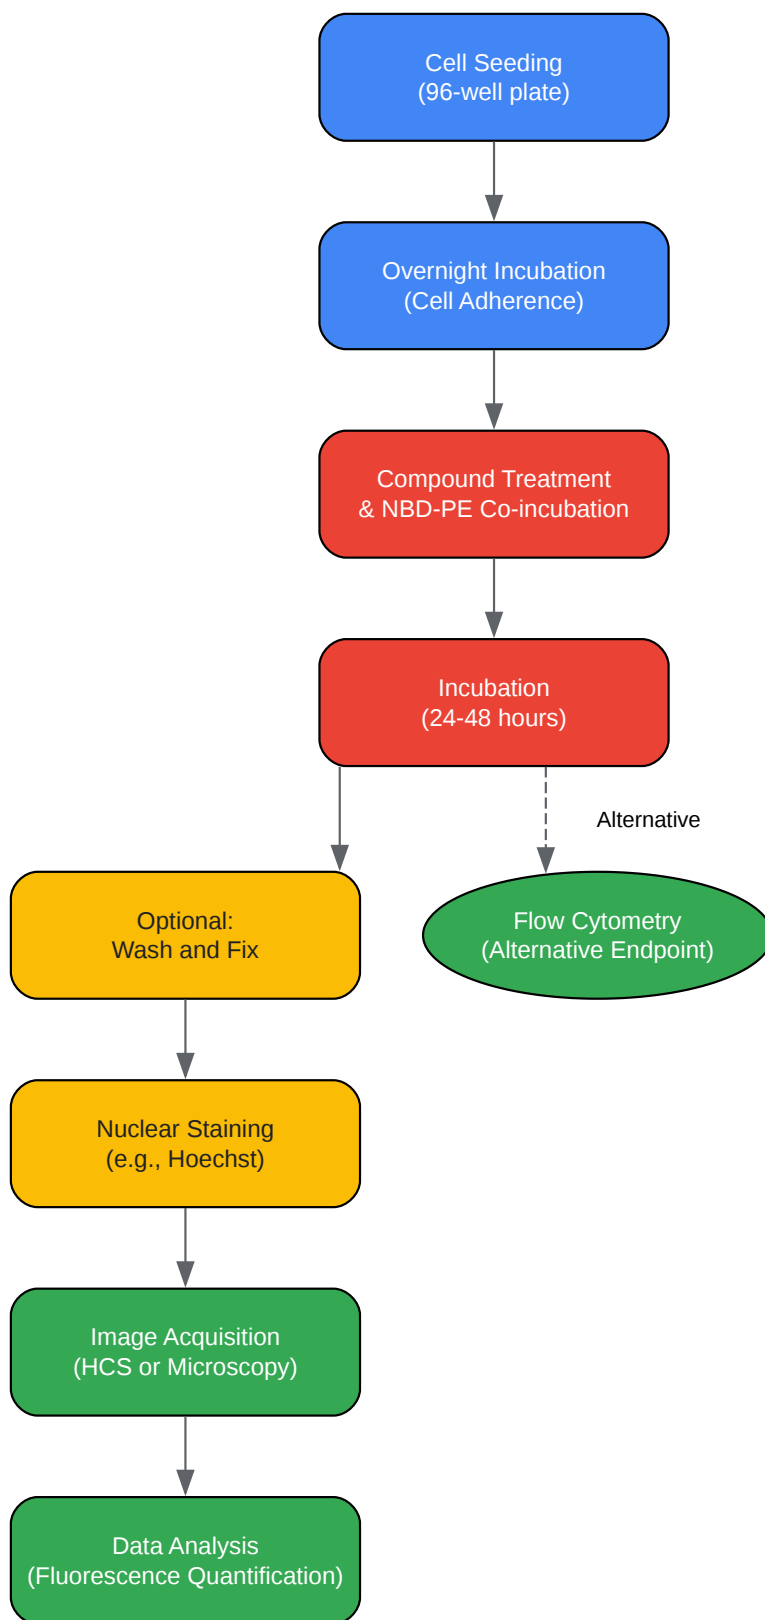 Cell Seeding
(96-well plate)
Overnight Incubation
(Cell Adherence)
Compound Treatment
& NBD-PE Co-incubation
Incubation
(24-48 hours)
Alternative
Optional:
Wash and Fix
Flow Cytometry
(Alternative Endpoint)
Nuclear Staining
(e.g., Hoechst)
Image Acquisition
(HCS or Microscopy)
Data Analysis
(Fluorescence Quantification)